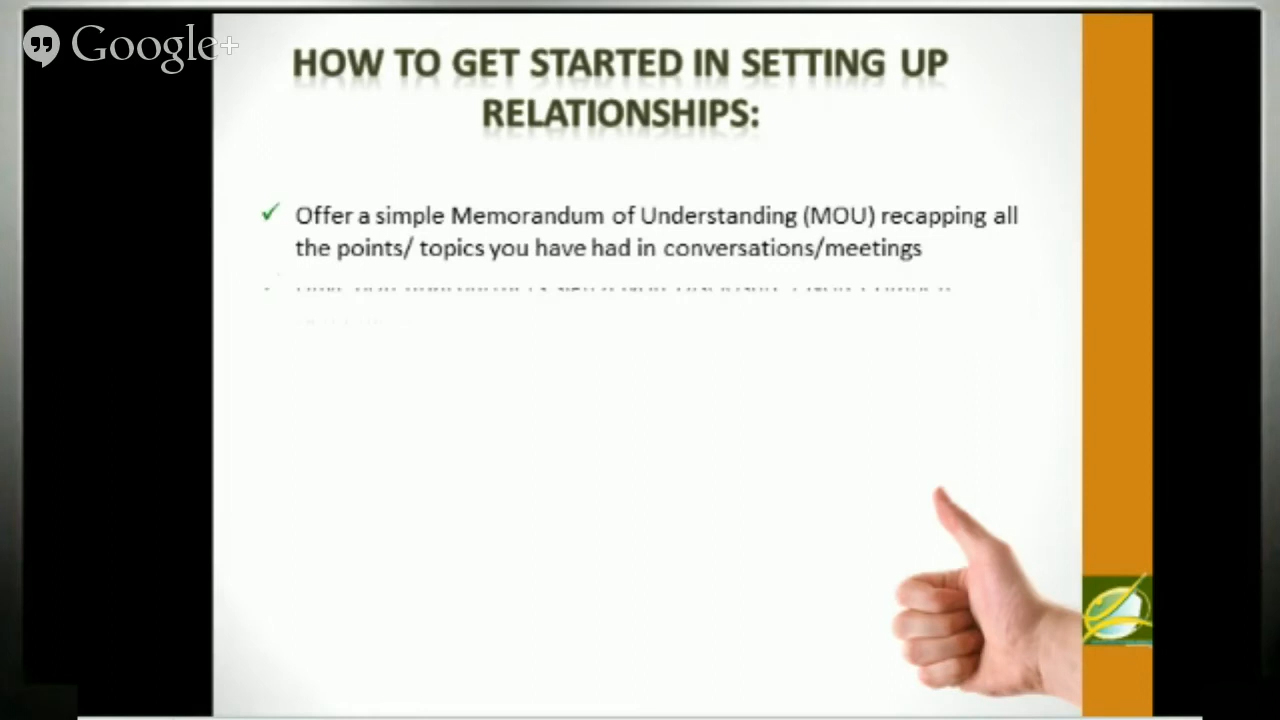 Google+
HOW TO GET STARTED IN SETTING UP
RELATIONSHIPS:
Offer a simple Memorandum of Understanding (MOU) recapping all
the points/ topics you have had in conversations/meetings